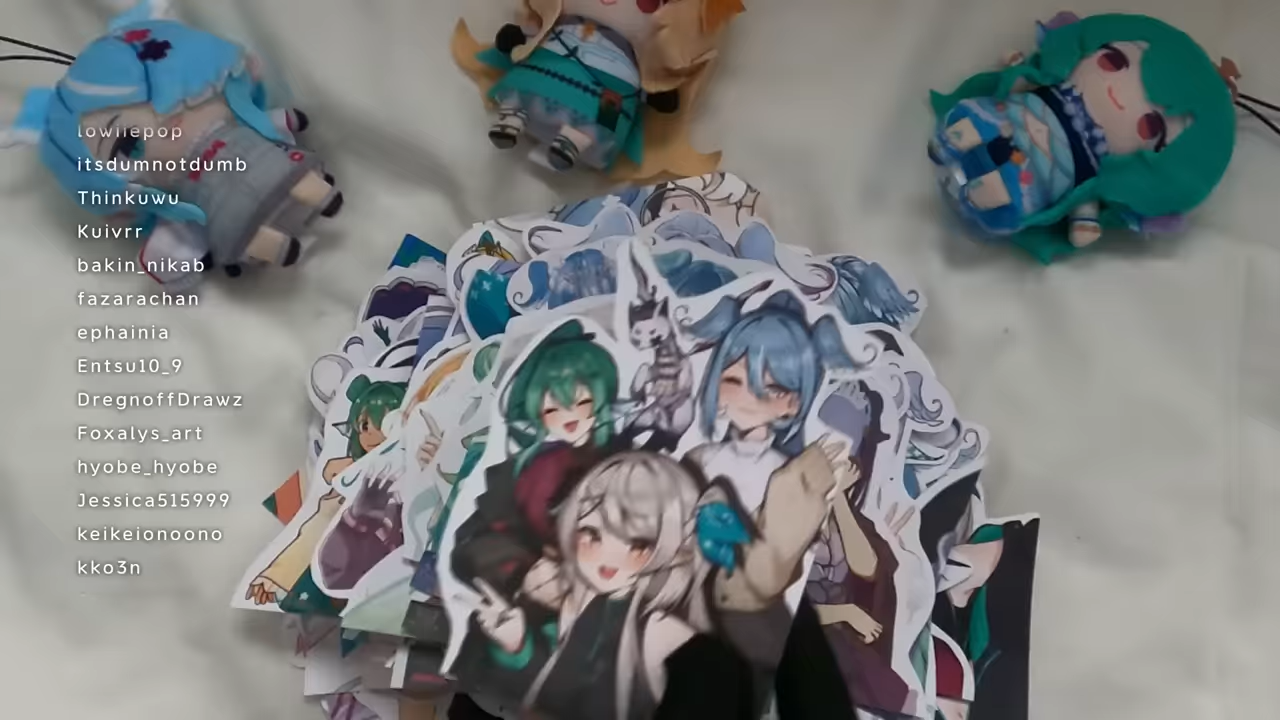 lowliepop
itsdumnotdumb
Thinkuwu
Kuivrr
bakin_nikab
fazarachan
ephainia
Entsu10_9
DregnoffDrawz
Foxalys_art
hyobe_hyobe
Jessica515999
keikeionoono
kko3n